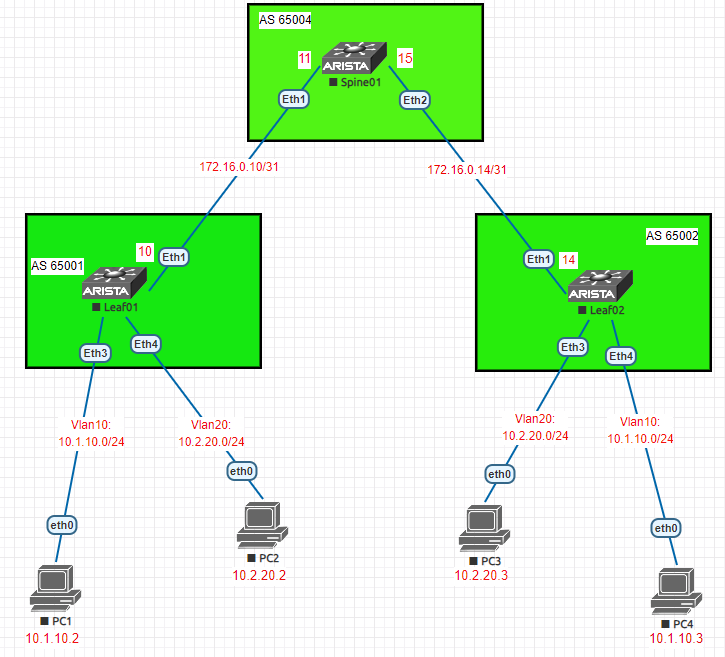 AS 65004
11
15
ARISTA
Spine01
Eth1
Eth2
172.16.0.10/31
172.16.0.14/31
AS 65001
10
Eth1
ARISTA
Leaf01
Eth3
Eth4
AS 65002
Eth1
14
ARISTA
Leaf02
Eth3
Eth4
Vlan10:
10.1.10.0/24
Vlan20:
10.2.20.0/24
Vlan20:
10.2.20.0/24
Vlan10:
10.1.10.0/24
eth0
eth0
eth0
eth0
PC1
10.1.10.2
PC2
10.2.20.2
PC3
10.2.20.3
PC4
10.1.10.3